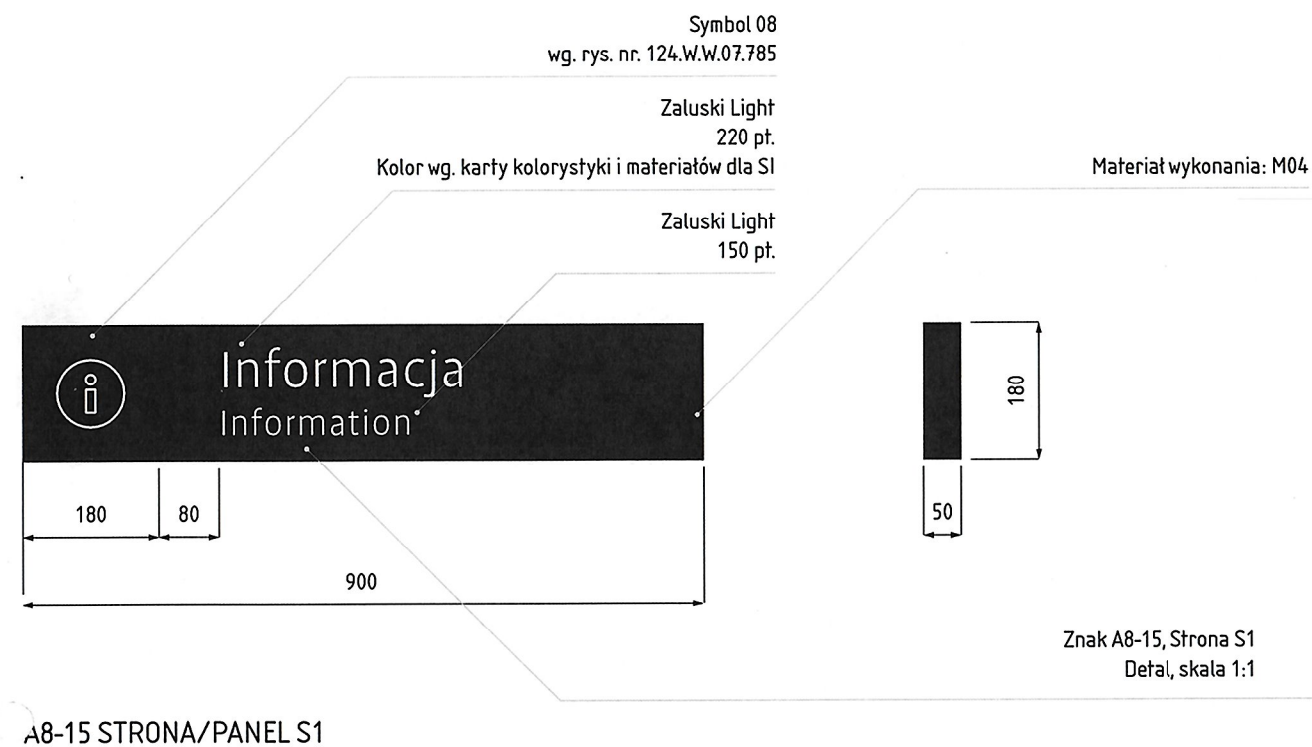 Symbol 08
wg. rys. nr. 124.W.W.07.785
Zaluski Light
220 pt.
Kolor wg. karty kolorystyki i materiałów dla SI
Materiał wykonania: M04
Zaluski Light
150 pt.
i
Informacja
Information
180
180
80
50
900
Znak A8-15, Strona S1
Detal, skala 1:1
A8-15 STRONA/PANEL S1